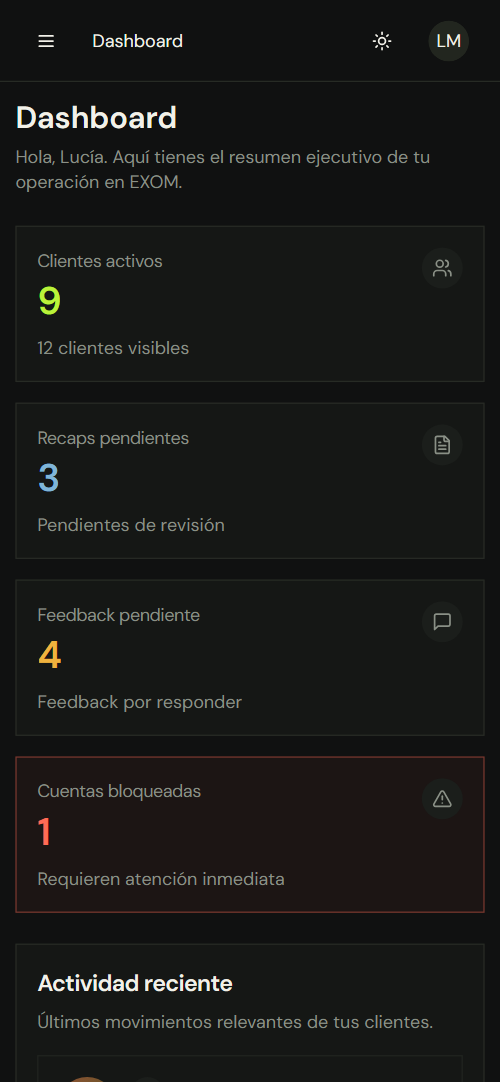 Dashboard
LM
Dashboard
Hola, Lucía. Aquí tienes el resumen ejecutivo de tu
operación en EXOM.
Clientes activos
9
12 clientes visibles
Recaps pendientes
3
Pendientes de revisión
Feedback pendiente
4
Feedback por responder
Cuentas bloqueadas
1
Requieren atención inmediata
Actividad reciente
Últimos movimientos relevantes de tus clientes.